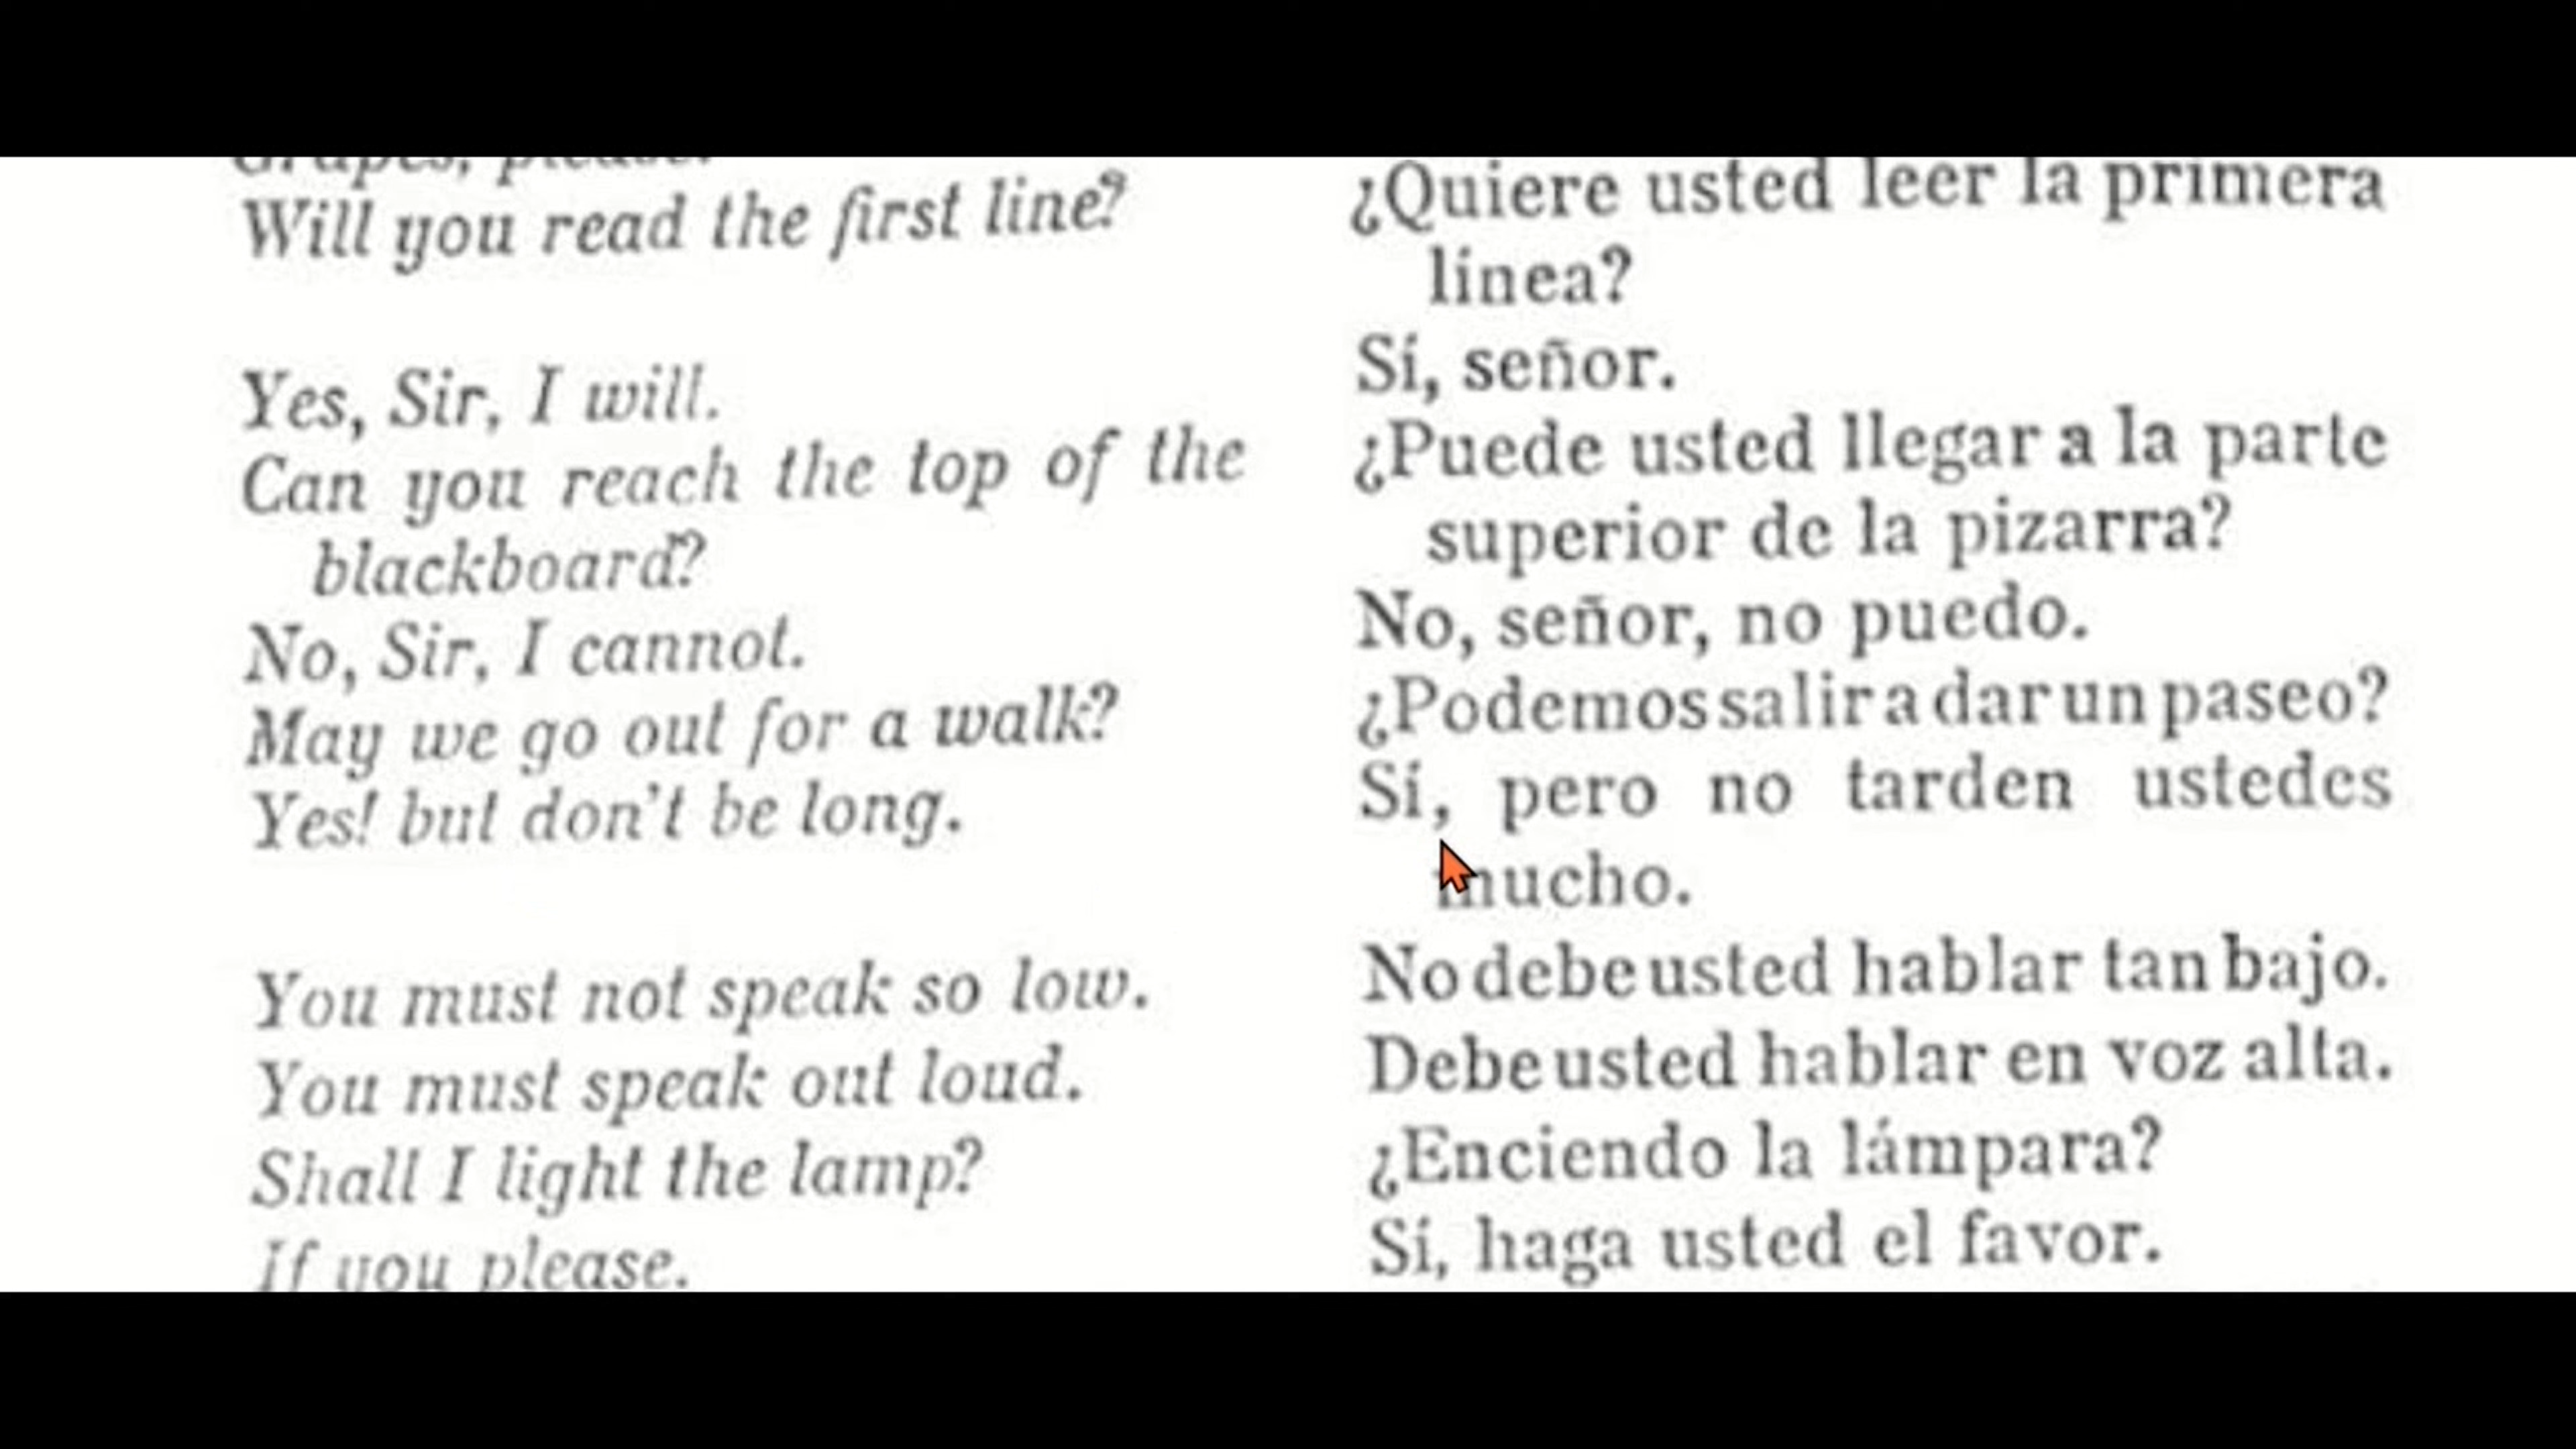 Grapes, please.
Will you read the first line?
Yes, Sir, I will.
Can you reach the top of the
blackboard?
No, Sir, I cannot.
May we go out for a walk?
Yes! but don't be long.
You must not speak so low.
You must speak out loud.
Shall I light the lamp?
If you please.
¿Quiere usted leer la primera
línea?
Sí, señor.
¿Puede usted llegar a la parte
superior de la pizarra?
No, señor, no puedo.
¿Podemos salir a dar un paseo?
Sí, pero no tarden ustedes
mucho.
No debe usted hablar tan bajo.
Debe usted hablar en voz alta.
¿Enciendo la lámpara?
Sí, haga usted el favor.